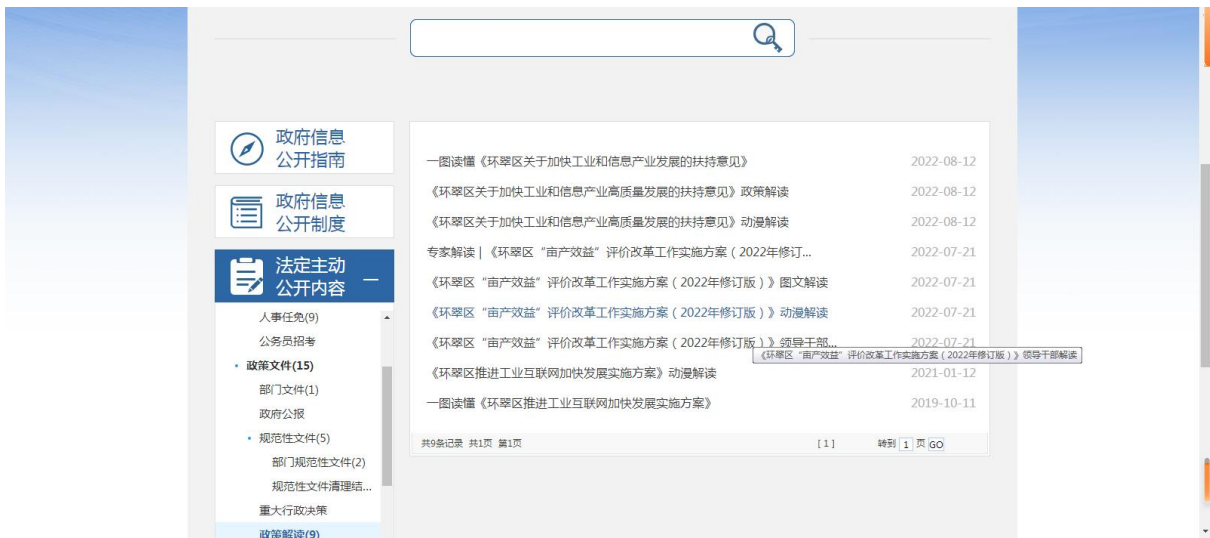 政府信息
公开指南
政府信息
公开制度
法定主动
公开内容
人事任免(9)
公务员招考
政策文件(15)
部门文件(1)
政府公报
规范性文件(5)
部门规范性文件(2)
规范性文件清理结...
重大行政决策
政策解读(9)
一图读懂《环翠区关于加快工业和信息产业发展的扶持意见》 2022-08-12
《环翠区关于加快工业和信息产业高质量发展的扶持意见》政策解读 2022-08-12
《环翠区关于加快工业和信息产业高质量发展的扶持意见》动漫解读 2022-08-12
专家解读 | 《环翠区“亩产效益”评价改革工作实施方案（2022年修订... 2022-07-21
《环翠区“亩产效益”评价改革工作实施方案（2022年修订版）》图文解读 2022-07-21
《环翠区“亩产效益”评价改革工作实施方案（2022年修订版）》动漫解读 2022-07-21
《环翠区“亩产效益”评价改革工作实施方案（2022年修订版）》领导干部... 2022-07-21
《环翠区“亩产效益”评价改革工作实施方案（2022年修订版）》领导干部解读
《环翠区推进工业互联网加快发展实施方案》动漫解读 2021-01-12
一图读懂《环翠区推进工业互联网加快发展实施方案》 2019-10-11
共9条记录 共1页 第1页 [1] 转到 1 页 GO